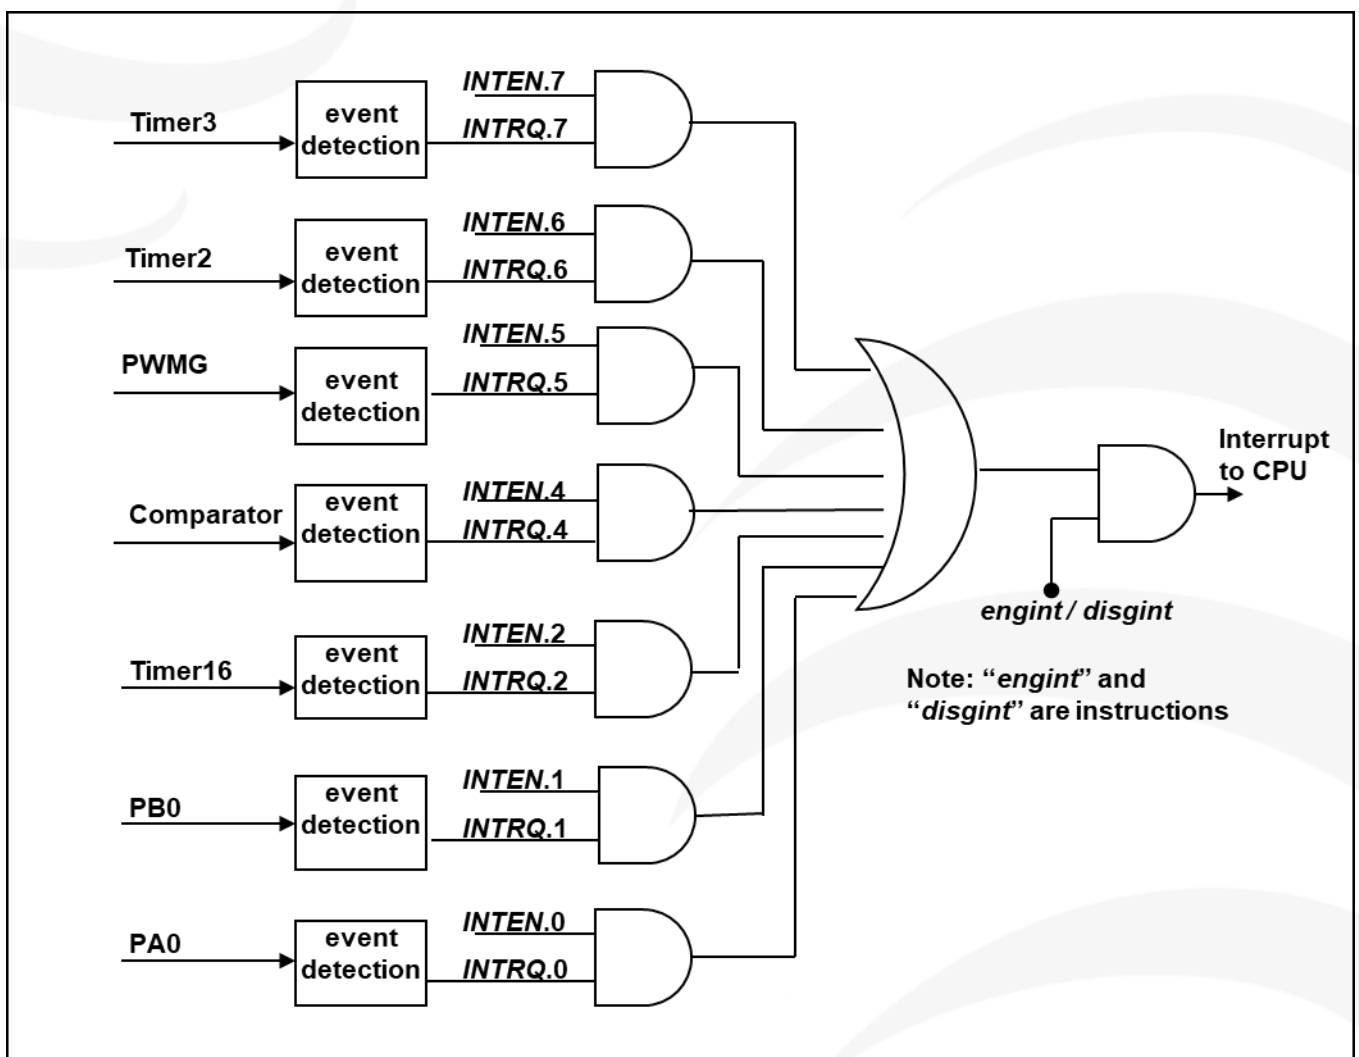 Timer3
event
detection
INTEN.7
INTRQ.7
Timer2
event
detection
INTEN.6
INTRQ.6
PWMG
event
detection
INTEN.5
INTRQ.5
Comparator
event
detection
INTEN.4
INTRQ.4
Timer16
event
detection
INTEN.2
INTRQ.2
PB0
event
detection
INTEN.1
INTRQ.1
PA0
event
detection
INTEN.0
INTRQ.0
Interrupt
to CPU
engint / disgint
Note: “engint” and
“disgint” are instructions